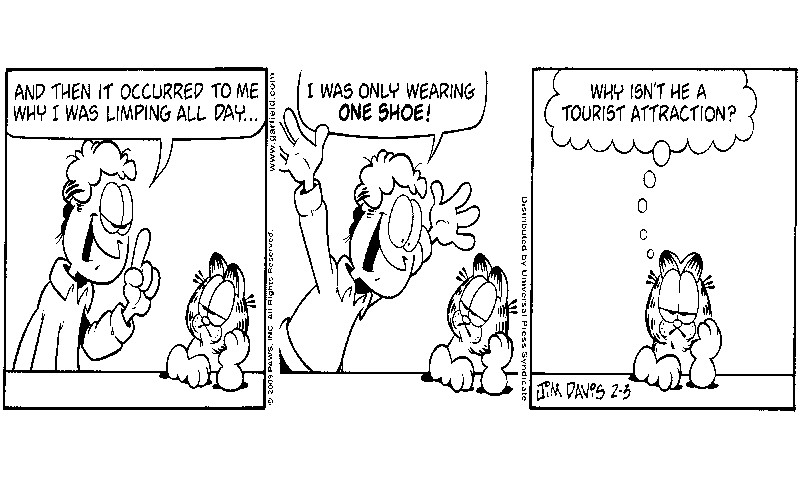 AND THEN IT OCCURRED TO ME
WHY I WAS LIMPING ALL DAY...
www.garfield.com
© 2009 PAWS, INC. All Rights Reserved.
I WAS ONLY WEARING
ONE SHOE!
Distributed by Universal Press Syndicate
WHY ISN'T HE A
TOURIST ATTRACTION?
JIM DAVIS 2-3